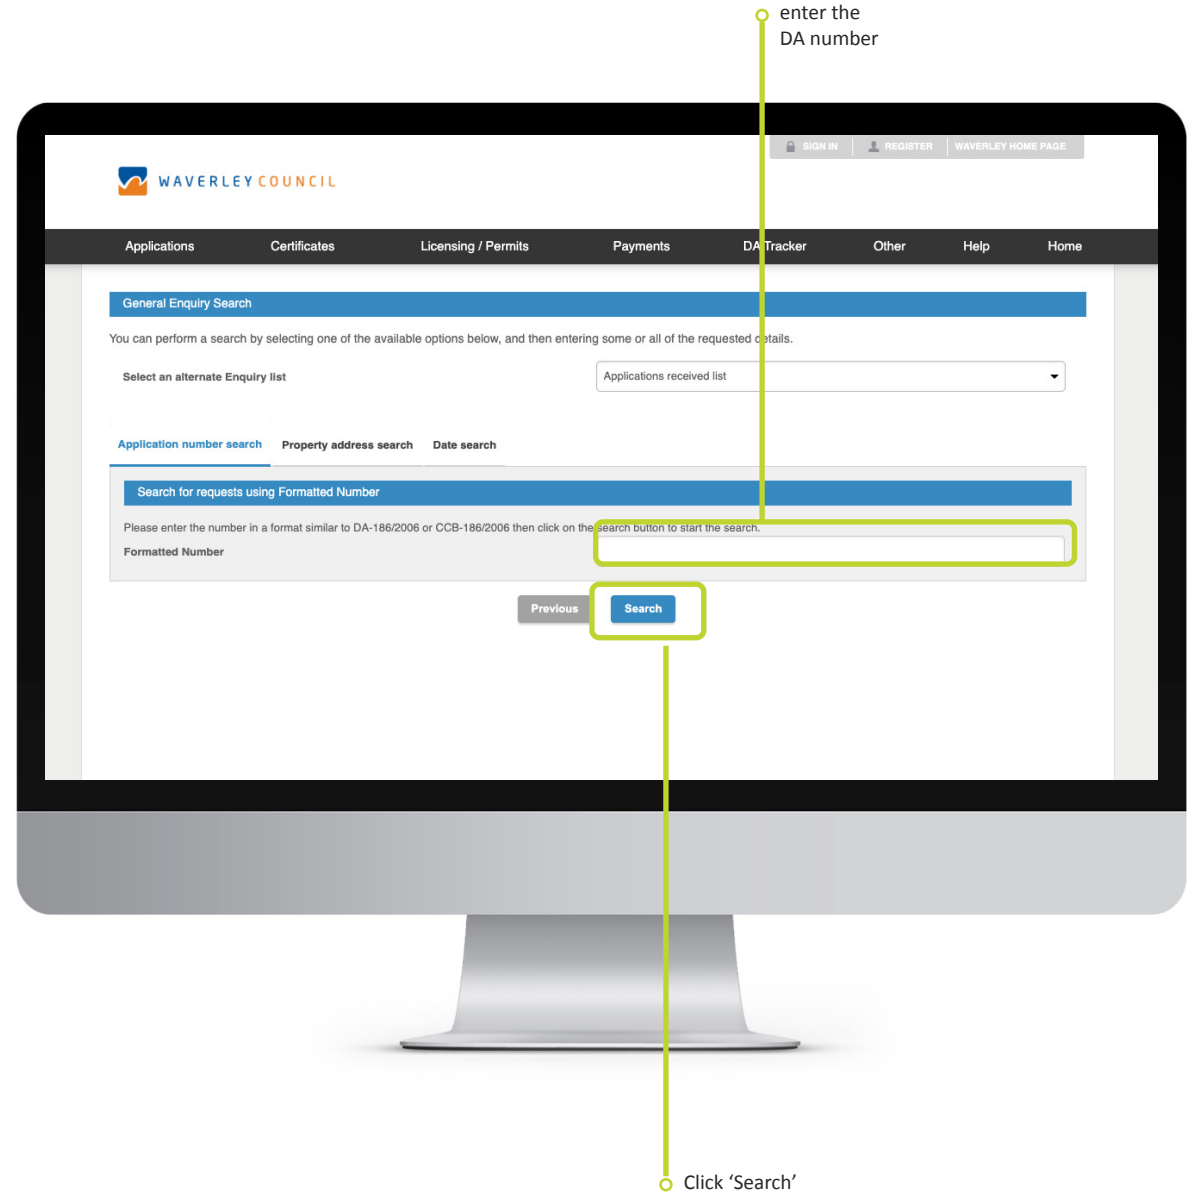 enter the
DA number
SIGN IN
REGISTER
WAVERLEY HOME PAGE
WAVERLEY COUNCIL
Applications
Certificates
Licensing / Permits
Payments
DA Tracker
Other
Help
Home
General Enquiry Search
You can perform a search by selecting one of the available options below, and then entering some or all of the requested details.
Select an alternate Enquiry list
Applications received list
Application number search
Property address search
Date search
Search for requests using Formatted Number
Please enter the number in a format similar to DA-186/2006 or CCB-186/2006 then click on the search button to start the search.
Formatted Number
Previous
Search
Click ‘Search’